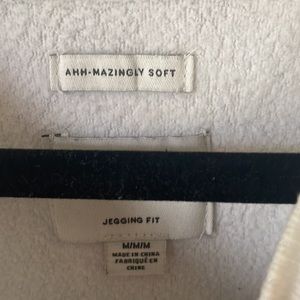 AHH-MAZINGLY SOFT
JEGGING FIT
M/M/M
MADE IN CHINA
FABRIQUÉ EN
CHINE